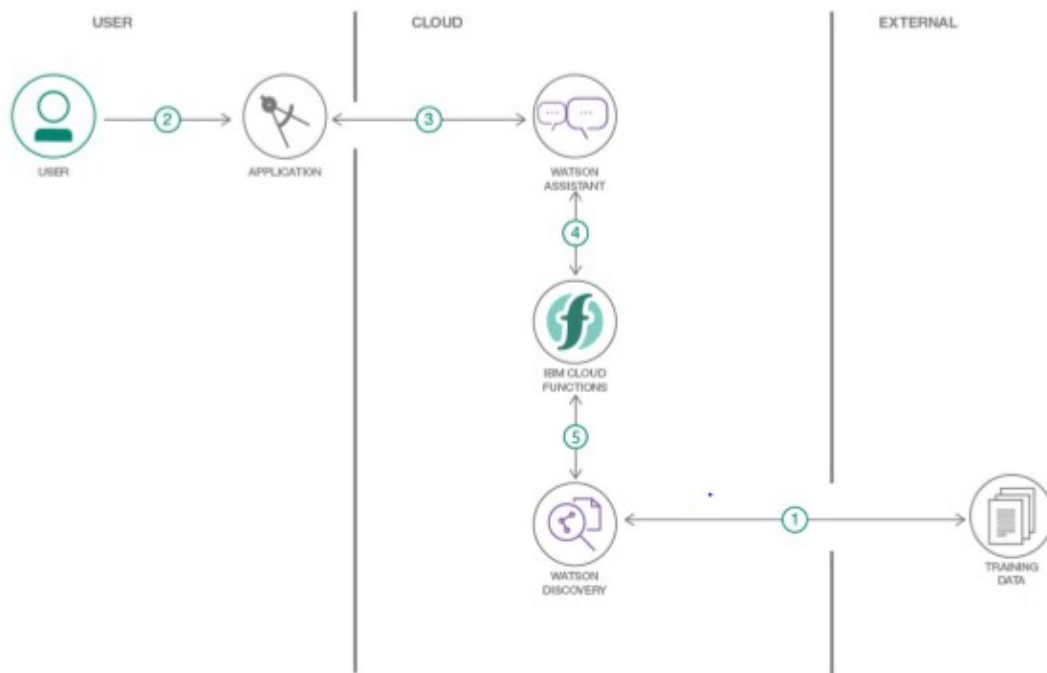 USER
CLOUD
EXTERNAL
2
3
USER
APPLICATION
WATSON
ASSISTANT
4
IBM CLOUD
FUNCTIONS
5
1
WATSON
DISCOVERY
TRAINING
DATA